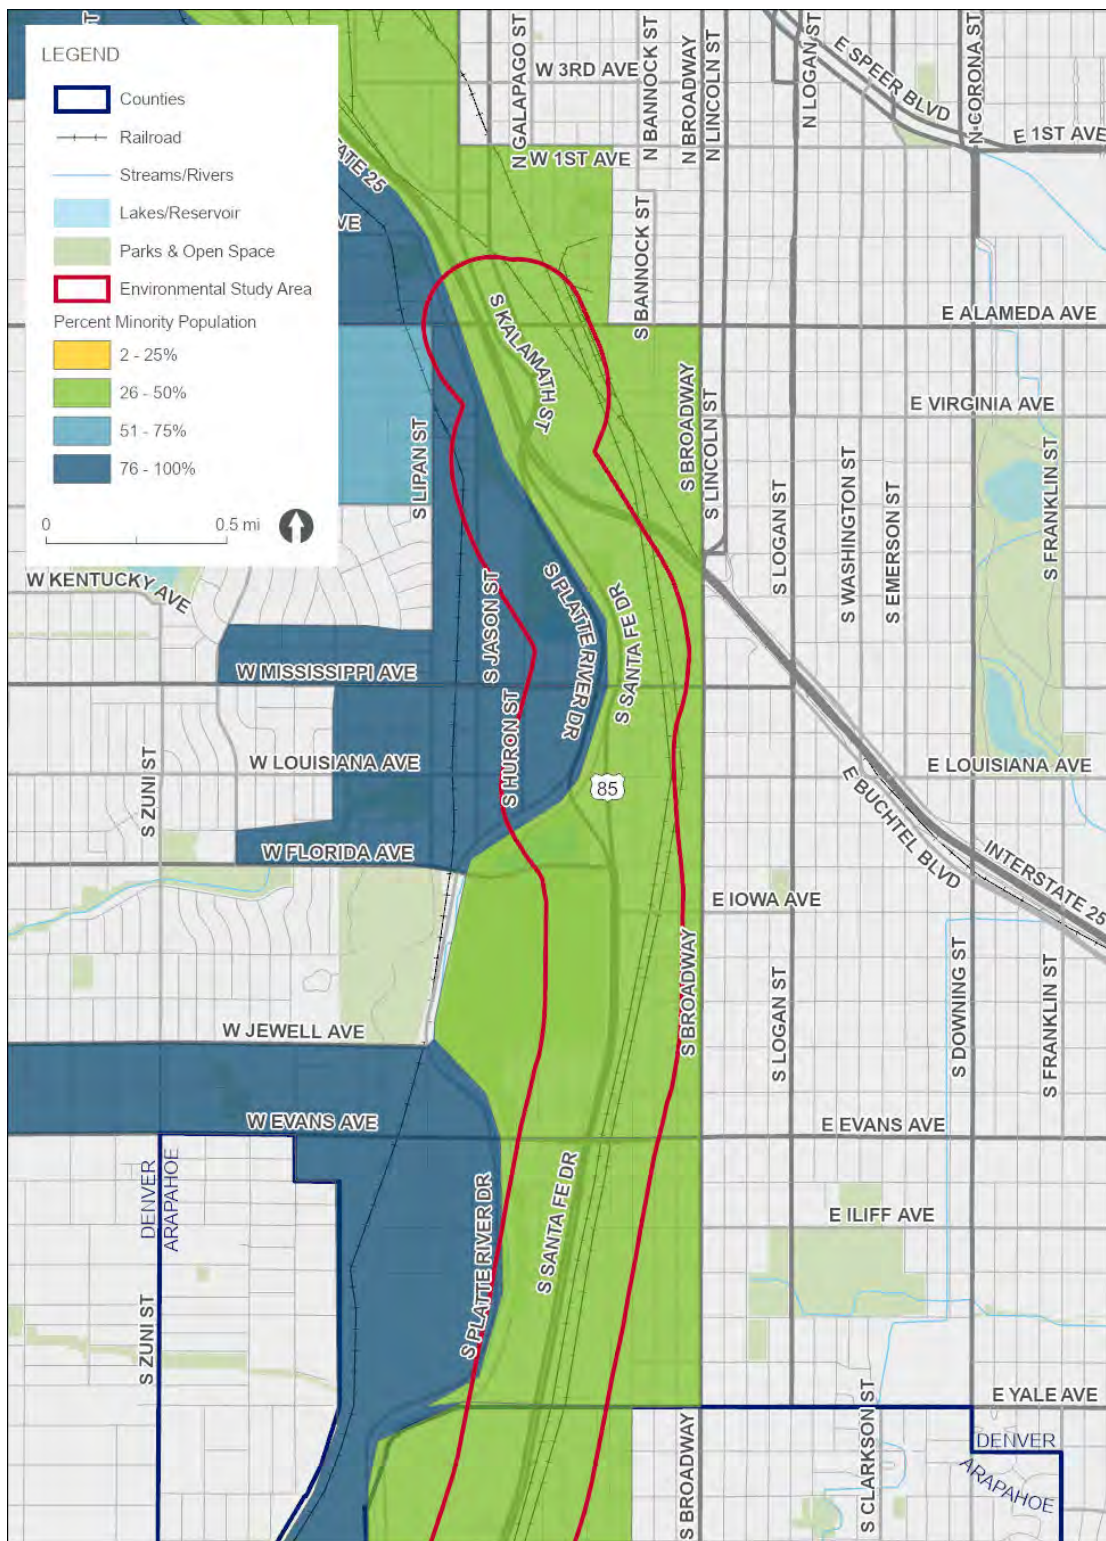 LEGEND
Counties
Railroad
Streams/Rivers
Lakes/Reservoir
Parks & Open Space
Environmental Study Area
Percent Minority Population
2 - 25%
26 - 50%
51 - 75%
76 - 100%
0 0.5 mi
ST
TATE 25
VE
W 3RD AVE
N GALAPAGO ST
N BANNOCK ST
N BROADWAY
N LINCOLN ST
N LOGAN ST
E SPEER BLVD
N CORONA ST
E 1ST AVE
W 1ST AVE
S BANNOCK ST
E ALAMEDA AVE
S KALAMATH ST
S BROADWAY
S LINCOLN ST
E VIRGINIA AVE
S LIPAN ST
S LOGAN ST
S WASHINGTON ST
S EMERSON ST
S FRANKLIN ST
W KENTUCKY AVE
S JASON ST
S PLATTE RIVER DR
S SANTA FE DR
W MISSISSIPPI AVE
S HURON ST
S ZUNI ST
W LOUISIANA AVE
85
E LOUISIANA AVE
E BUCHTEL BLVD
INTERSTATE 25
W FLORIDA AVE
E IOWA AVE
S BROADWAY
S LOGAN ST
S DOWNING ST
S FRANKLIN ST
W JEWELL AVE
W EVANS AVE
E EVANS AVE
DENVER
ARAPAHOE
S PLATTE RIVER DR
S SANTA FE DR
E ILIFF AVE
S ZUNI ST
E YALE AVE
S BROADWAY
S CLARKSON ST
DENVER
ARAPAHOE